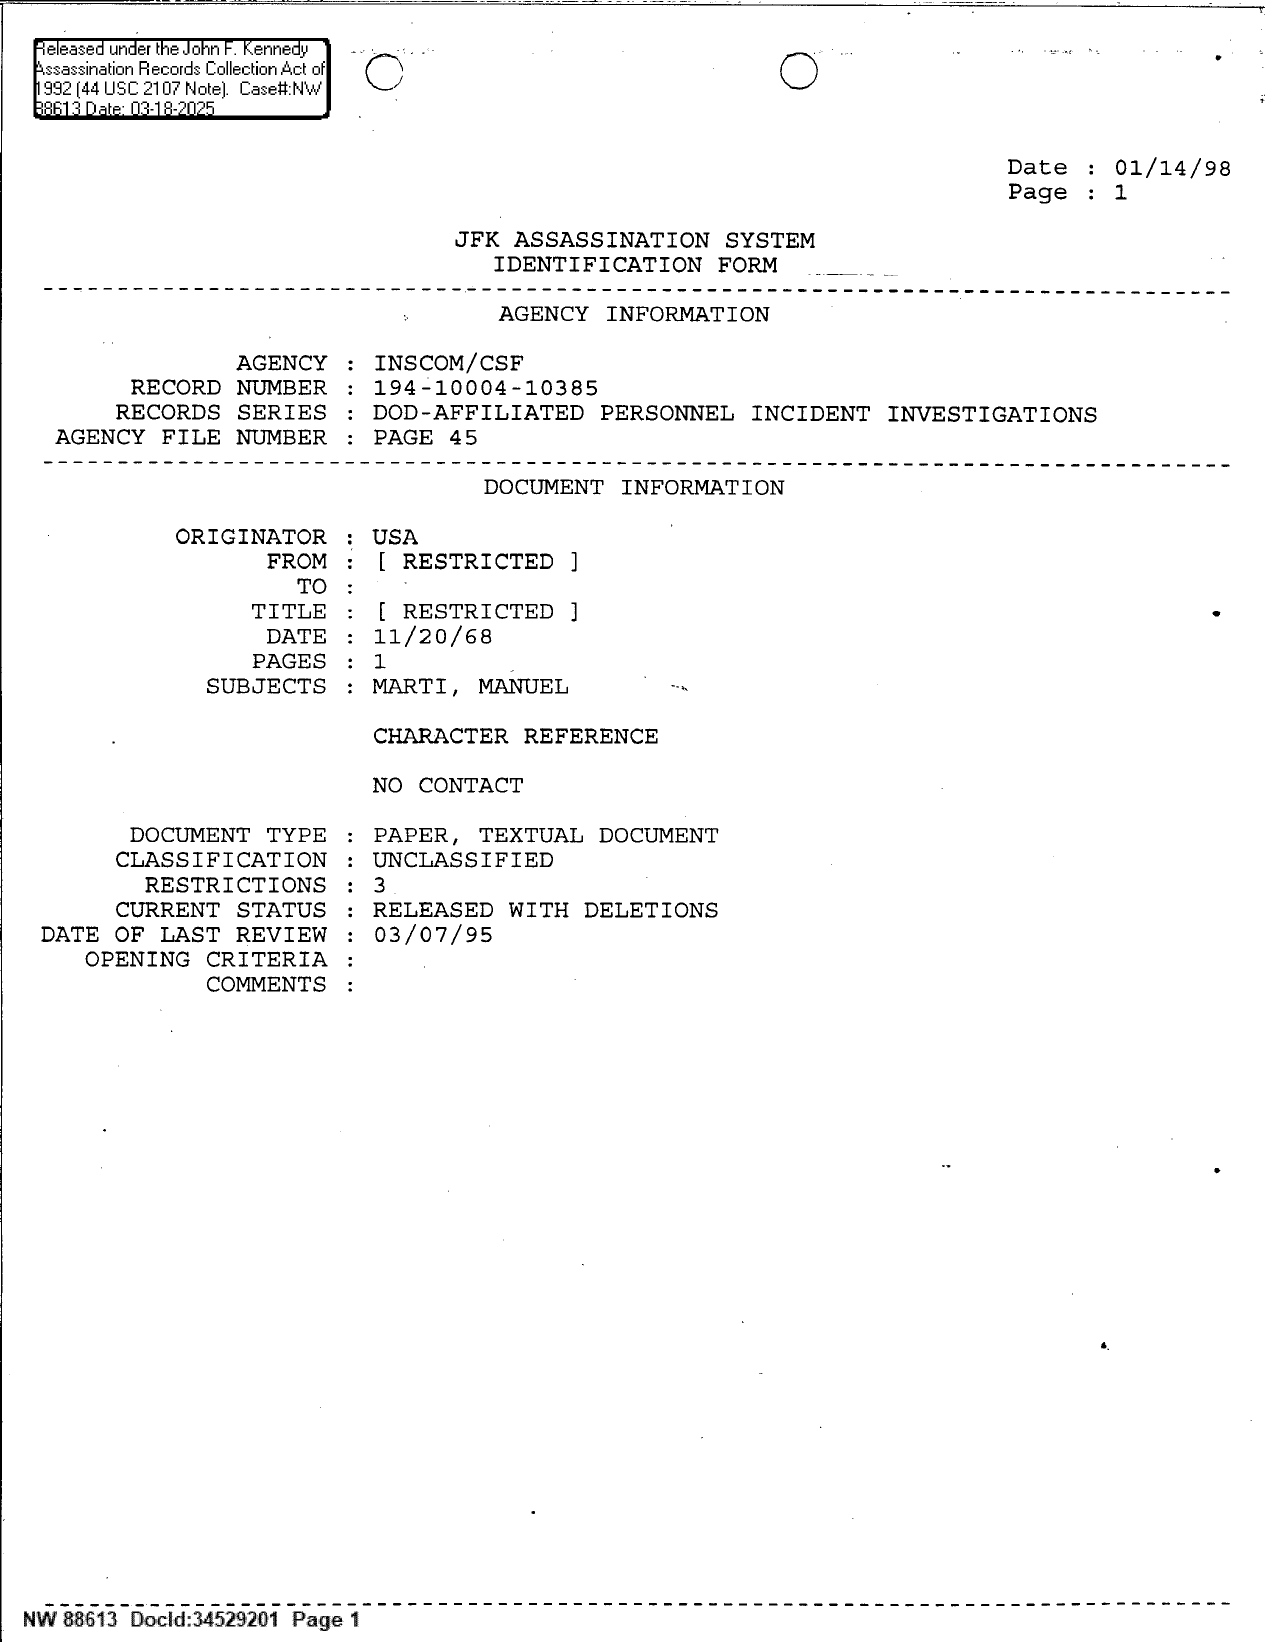 Released under the John F. Kennedy
Assassination Records Collection Act of
1992 (44 USC 2107 Note). Case#:NW
88613 Date: 03-18-2025
Date : 01/14/98
Page : 1
JFK ASSASSINATION SYSTEM
IDENTIFICATION FORM
AGENCY INFORMATION
AGENCY : INSCOM/CSF
RECORD NUMBER : 194-10004-10385
RECORDS SERIES : DOD-AFFILIATED PERSONNEL INCIDENT INVESTIGATIONS
AGENCY FILE NUMBER : PAGE 45
DOCUMENT INFORMATION
ORIGINATOR : USA
FROM : [ RESTRICTED ]
TO :
TITLE : [ RESTRICTED ]
DATE : 11/20/68
PAGES : 1
SUBJECTS : MARTI, MANUEL
CHARACTER REFERENCE
NO CONTACT
DOCUMENT TYPE : PAPER, TEXTUAL DOCUMENT
CLASSIFICATION : UNCLASSIFIED
RESTRICTIONS : 3
CURRENT STATUS : RELEASED WITH DELETIONS
DATE OF LAST REVIEW : 03/07/95
OPENING CRITERIA :
COMMENTS :
NW 88613 DocId:34529201 Page 1